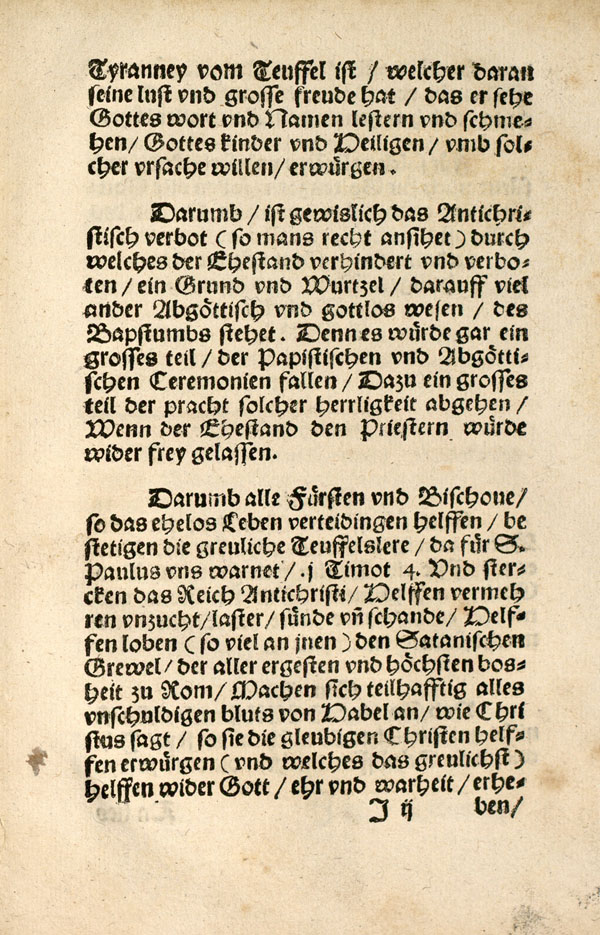 Tyranney vom Teuffel ist / welcher daran
seine lust vnd grosse freude hat / das er sehe
Gottes wort vnd Namen lestern vnd schme-
hen/ Gottes kinder vnd Heiligen / vmb sol-
cher vrsache willen/ erwürgen.
Darumb / ist gewislich das Antichri-
stisch verbot ( so mans recht ansihet ) durch
welches der Ehestand verhindert vnd verbo-
ten / ein Grund vnd Wurtzel / darauff viel
ander Abgöttisch vnd gottlos wesen / des
Bapstumbs stehet. Denn es würde gar ein
grosses teil / der Papistischen vnd Abgötti-
schen Ceremonien fallen / Dazu ein grosses
teil der pracht solcher herrligkeit abgehen /
Wenn der Ehestand den Priestern würde
wider frey gelassen.
Darumb alle Fürsten vnd Bischoue/
so das ehelos Leben verteidingen helffen / be
stetigen die greuliche Teuffelslere / da für S.
Paulus vns warnet / .j Timot 4. Vnd ster-
cken das Reich Antichristi/ Helffen vermeh
ren vnzucht/ laster/ sünde vñ schande/ Helf-
fen loben ( so viel an jnen ) den Satanischen
Grewel/ der aller ergesten vnd höchsten bos-
heit zu Rom/ Machen sich teilhafftig alles
vnschuldigen bluts von Habel an/ wie Chri
stus sagt / so sie die gleubigen Christen helf-
fen erwürgen ( vnd welches das greulichst )
helffen wider Gott / ehr vnd warheit / erhe-
J ij ben/